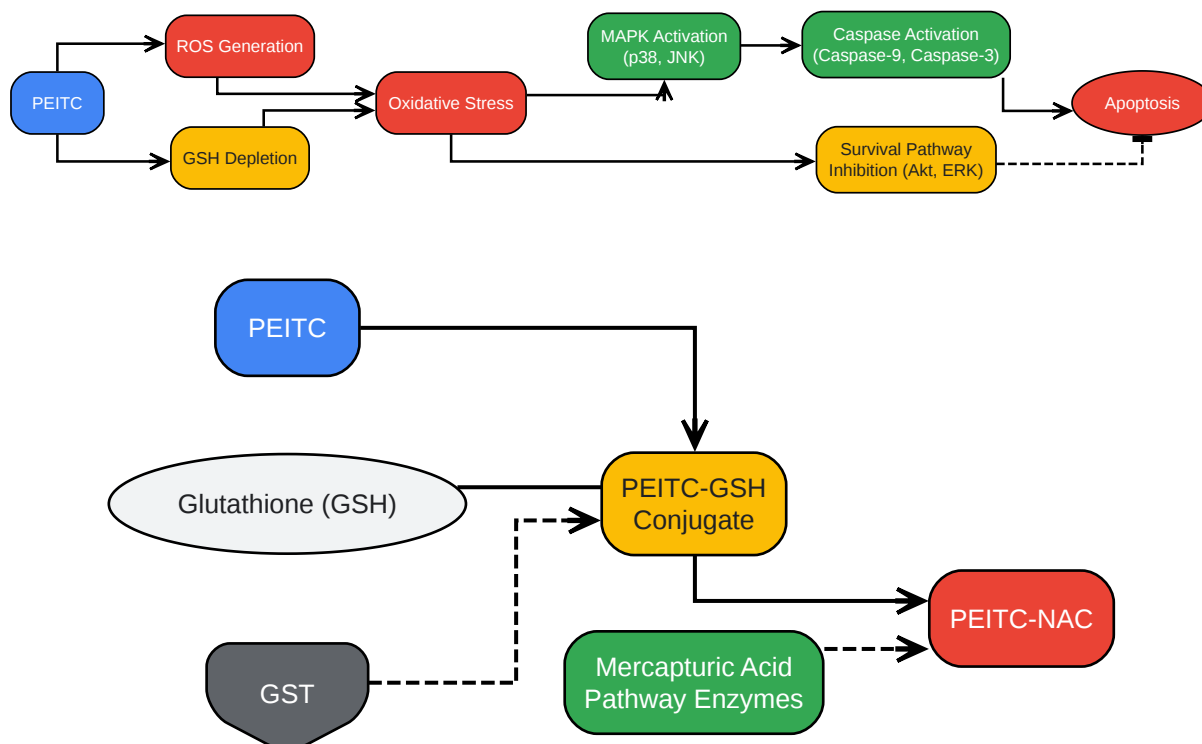 ROS Generation
PEITC
GSH Depletion
Oxidative Stress
MAPK Activation
(p38, JNK)
Caspase Activation
(Caspase-9, Caspase-3)
Apoptosis
Survival Pathway
Inhibition (Akt, ERK)
PEITC
Glutathione (GSH)
PEITC-GSH
Conjugate
GST
Mercapturic Acid
Pathway Enzymes
PEITC-NAC